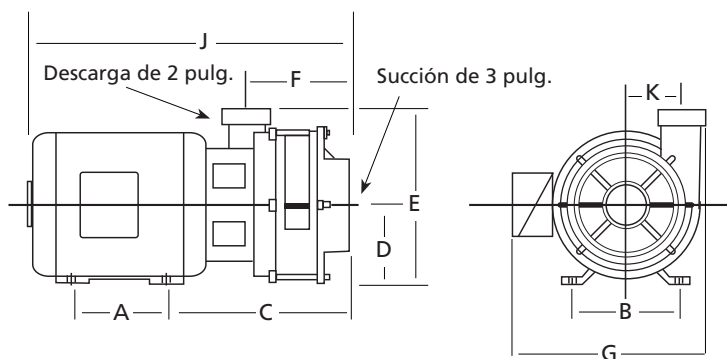 J
Descarga de 2 pulg.
F
Succión de 3 pulg.
K
E
D
A
C
B
G